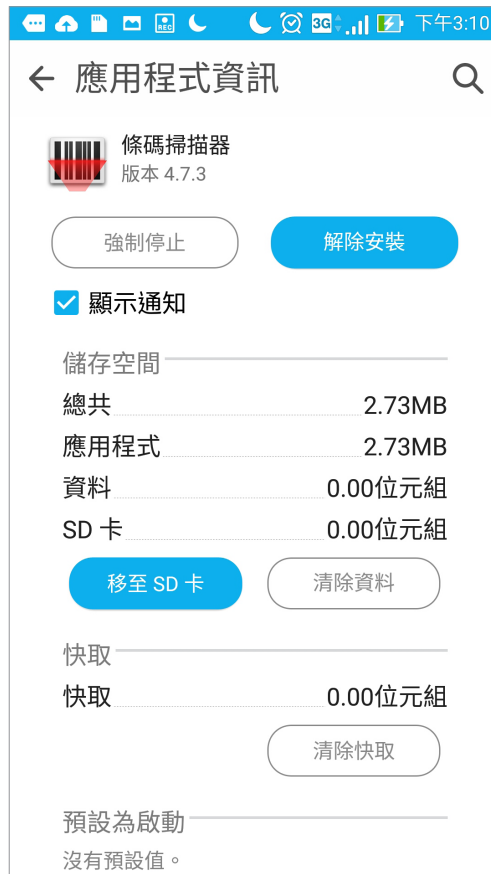 REC 3G 下午3:10
應用程式資訊
條碼掃描器
版本 4.7.3
強制停止 解除安裝
顯示通知
儲存空間
總共 2.73MB
應用程式 2.73MB
資料 0.00位元組
SD 卡 0.00位元組
移至 SD 卡 清除資料
快取
快取 0.00位元組
清除快取
預設為啟動
沒有預設值。